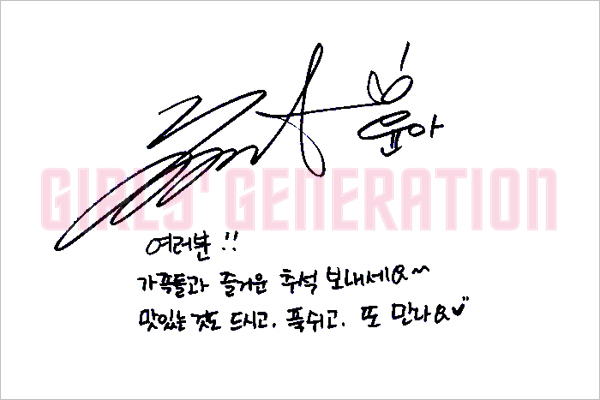 윤아
GIRLS' GENERATION
여러분!!
가족들과 즐거운 추석 보내세요~
맛있는 것도 드시고, 푹쉬고, 또 만나요♥